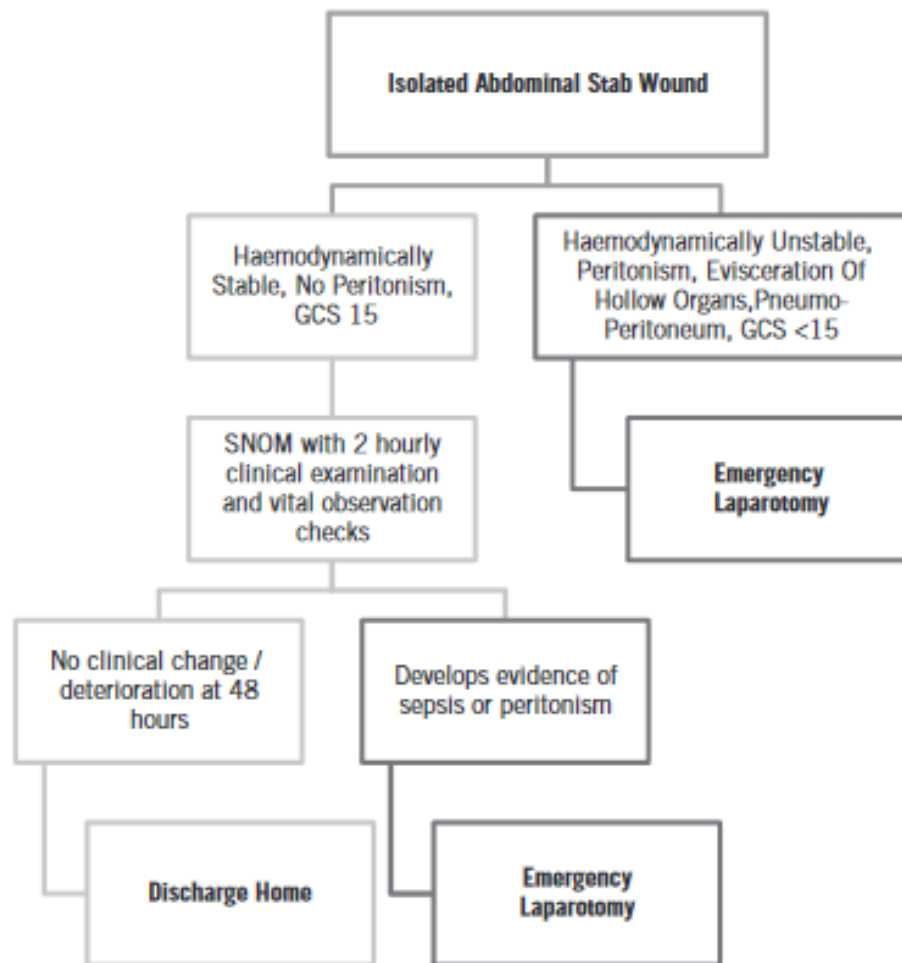 Isolated Abdominal Stab Wound
Haemodynamically
Stable, No Peritonism,
GCS 15
Haemodynamically Unstable,
Peritonism, Evisceration Of
Hollow Organs,Pneumo-
Peritoneum, GCS <15
SNOM with 2 hourly
clinical examination
and vital observation
checks
Emergency
Laparotomy
No clinical change /
deterioration at 48
hours
Develops evidence of
sepsis or peritonism
Discharge Home
Emergency
Laparotomy